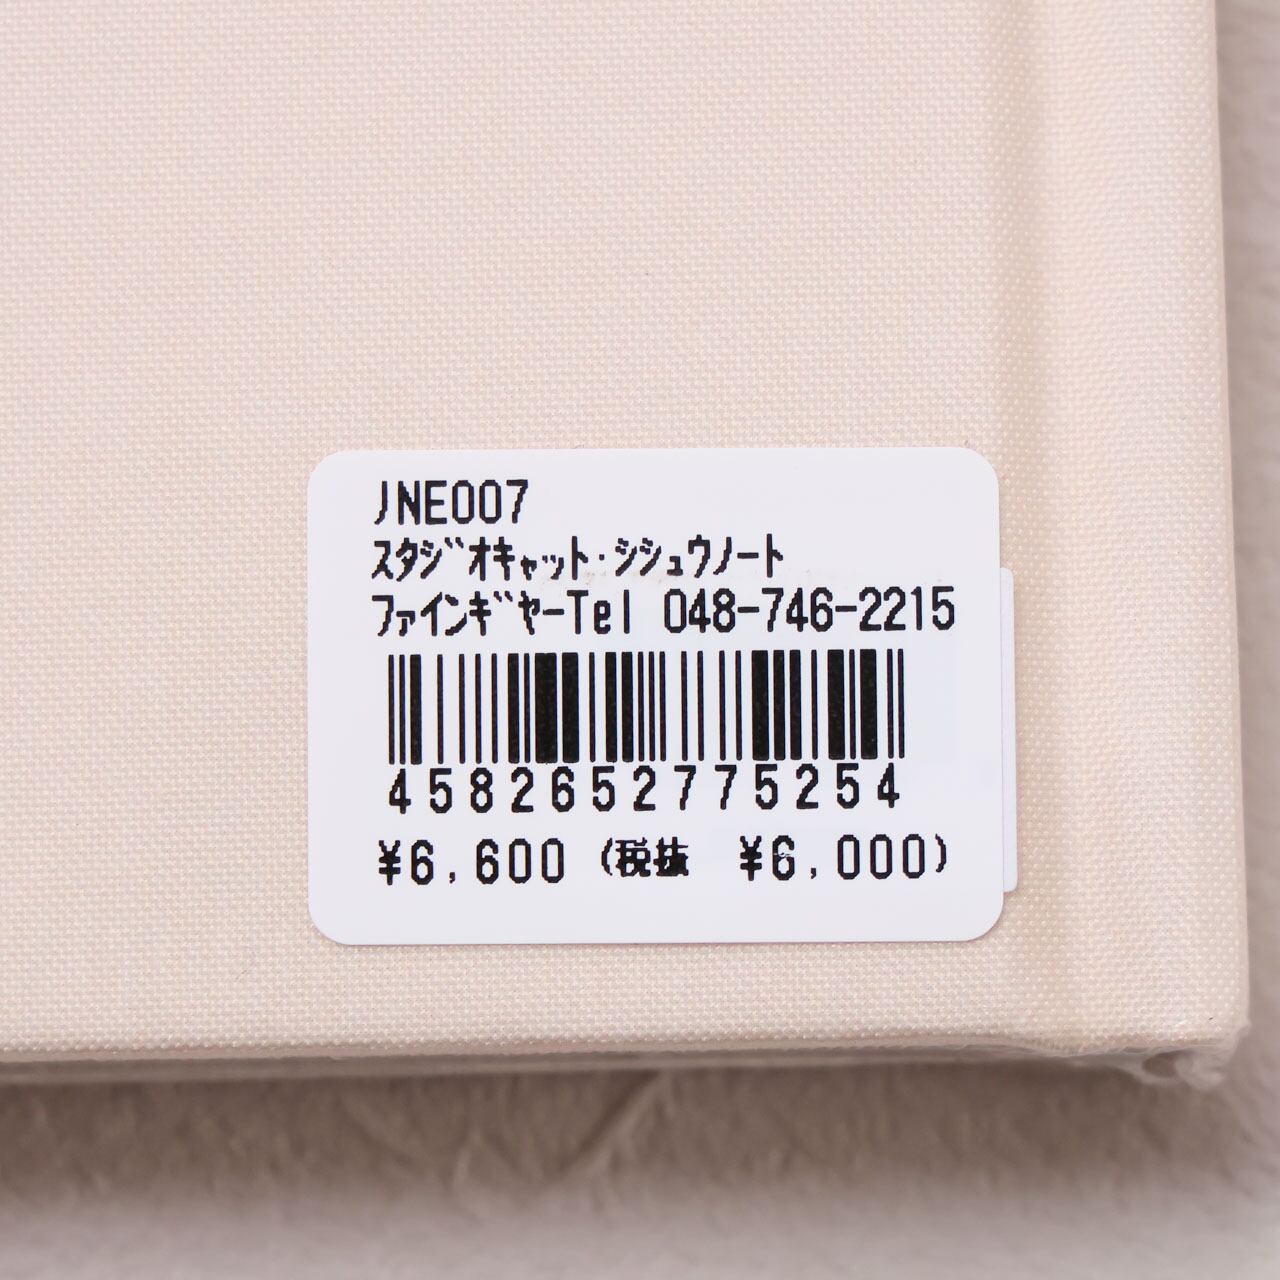 JNE007
ｽﾀｼﾞｵｷｬｯﾄ･ｼｼｭｳﾉｰﾄ
ﾌｧｲﾝｷﾞﾔｰTel 048-746-2215
4582652775254
¥6,600 (税抜 ¥6,000)